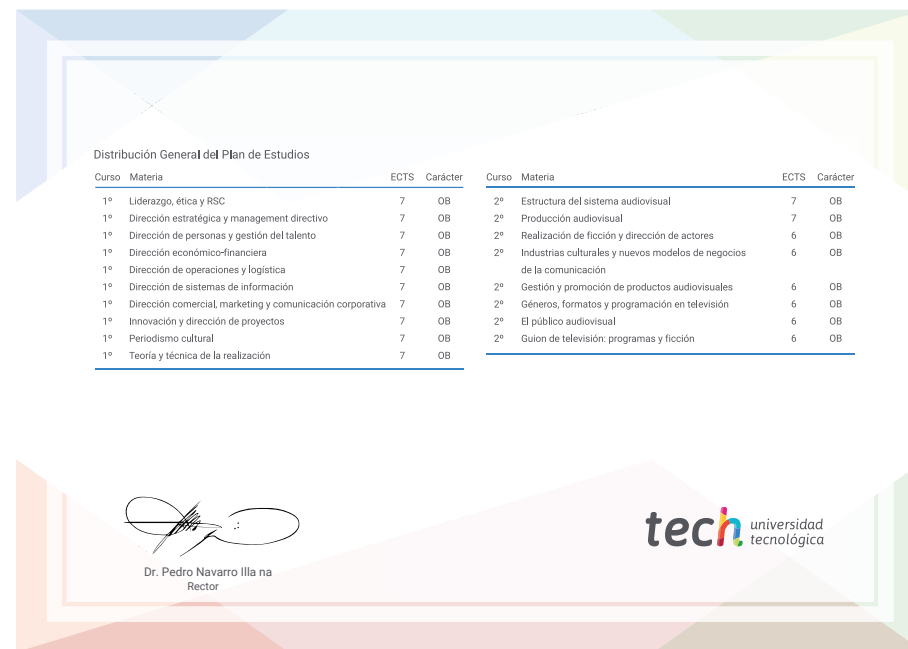 Distribución General del Plan de Estudios
Curso Materia ECTS Carácter
1º Liderazgo, ética y RSC 7 OB
1º Dirección estratégica y management directivo 7 OB
1º Dirección de personas y gestión del talento 7 OB
1º Dirección económico-financiera 7 OB
1º Dirección de operaciones y logística 7 OB
1º Dirección de sistemas de información 7 OB
1º Dirección comercial, marketing y comunicación corporativa 7 OB
1º Innovación y dirección de proyectos 7 OB
1º Periodismo cultural 7 OB
1º Teoría y técnica de la realización 7 OB
Curso Materia ECTS Carácter
2º Estructura del sistema audiovisual 7 OB
2º Producción audiovisual 7 OB
2º Realización de ficción y dirección de actores 6 OB
2º Industrias culturales y nuevos modelos de negocios 6 OB
de la comunicación
2º Gestión y promoción de productos audiovisuales 6 OB
2º Géneros, formatos y programación en televisión 6 OB
2º El público audiovisual 6 OB
2º Guion de televisión: programas y ficción 6 OB
Dr. Pedro Navarro Illa na
Rector
tech universidad
tecnológica